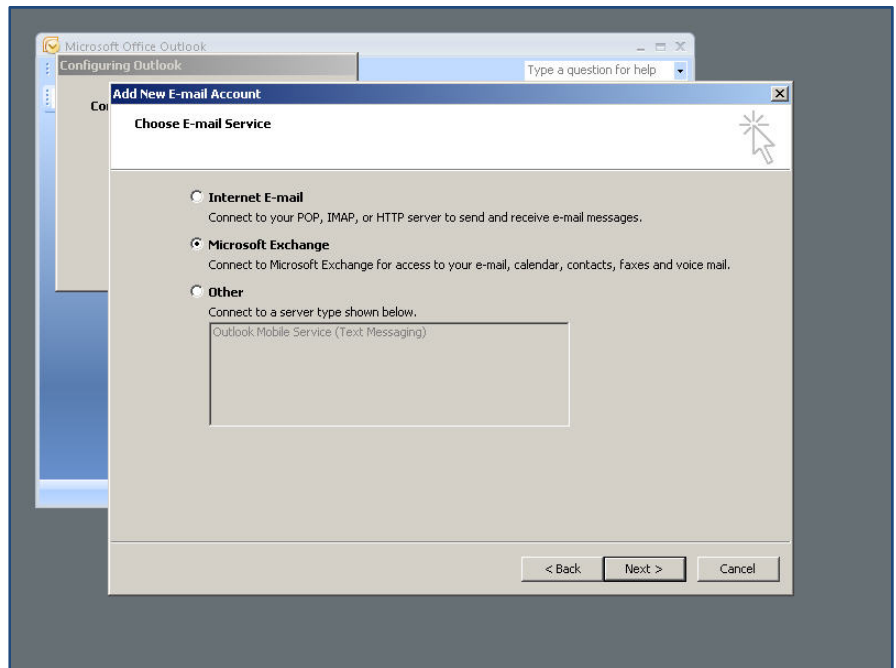 Microsoft Office Outlook
Configuring Outlook
Type a question for help
Add New E-mail Account
Choose E-mail Service
Internet E-mail
Connect to your POP, IMAP, or HTTP server to send and receive e-mail messages.
Microsoft Exchange
Connect to Microsoft Exchange for access to your e-mail, calendar, contacts, faxes and voice mail.
Other
Connect to a server type shown below.
Outlook Mobile Service (Text Messaging)
< Back
Next >
Cancel